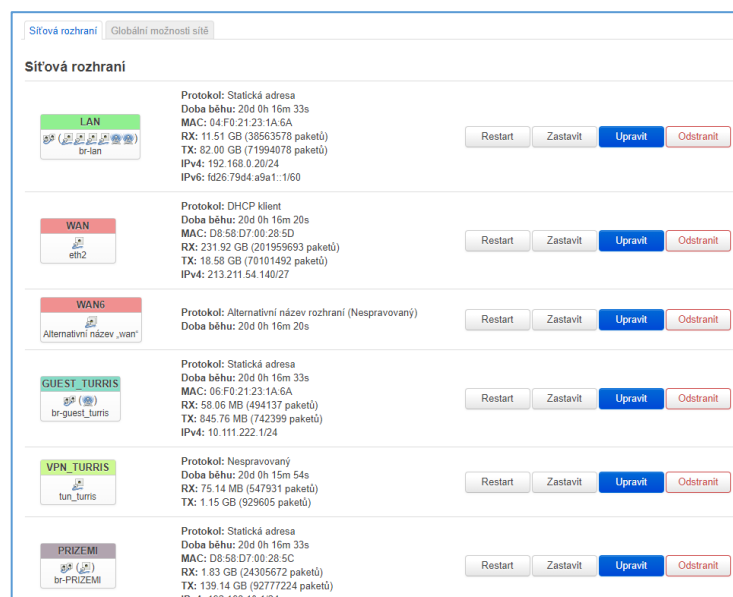 Síťová rozhraní Globální možnosti sítě
Síťová rozhraní
LAN
br-lan
Protokol: Statická adresa
Doba běhu: 20d 0h 16m 33s
MAC: 04:F0:21:23:1A:6A
RX: 11.51 GB (38563578 paketů)
TX: 82.00 GB (71994078 paketů)
IPv4: 192.168.0.20/24
IPv6: fd26:79d4:a9a1::1/60
Restart Zastavit Upravit Odstranit
WAN
eth2
Protokol: DHCP klient
Doba běhu: 20d 0h 16m 20s
MAC: D8:58:D7:00:28:5D
RX: 231.92 GB (201959693 paketů)
TX: 18.58 GB (70101492 paketů)
IPv4: 213.211.54.140/27
Restart Zastavit Upravit Odstranit
WAN6
Alternativní název „wan“
Protokol: Alternativní název rozhraní (Nespravovaný)
Doba běhu: 20d 0h 16m 20s
Restart Zastavit Upravit Odstranit
GUEST_TURRIS
br-guest_turris
Protokol: Statická adresa
Doba běhu: 20d 0h 16m 33s
MAC: 06:F0:21:23:1A:6A
RX: 58.06 MB (494137 paketů)
TX: 845.76 MB (742399 paketů)
IPv4: 10.111.222.1/24
Restart Zastavit Upravit Odstranit
VPN_TURRIS
tun_turris
Protokol: Nespravovaný
Doba běhu: 20d 0h 15m 54s
RX: 75.14 MB (547931 paketů)
TX: 1.15 GB (929605 paketů)
Restart Zastavit Upravit Odstranit
PRIZEMI
br-PRIZEMI
Protokol: Statická adresa
Doba běhu: 20d 0h 16m 33s
MAC: D8:58:D7:00:28:5C
RX: 1.83 GB (24305672 paketů)
TX: 139.14 GB (92777224 paketů)
Restart Zastavit Upravit Odstranit